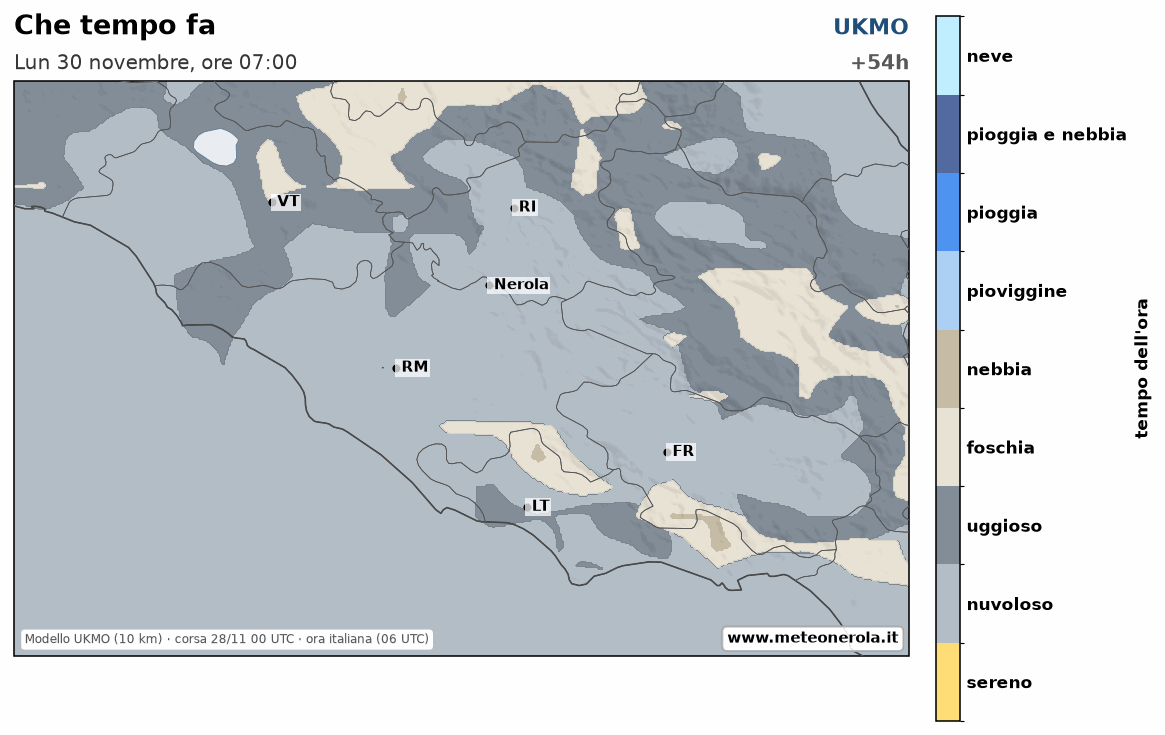 Che tempo fa
UKMO
Lun 30 novembre, ore 07:00
+54h
VT
RI
Nerola
RM
FR
LT
Modello UKMO (10 km) · corsa 28/11 00 UTC · ora italiana (06 UTC)
www.meteonerola.it
neve
pioggia e nebbia
pioggia
pioviggine
nebbia
foschia
uggioso
nuvoloso
sereno
tempo dell'ora